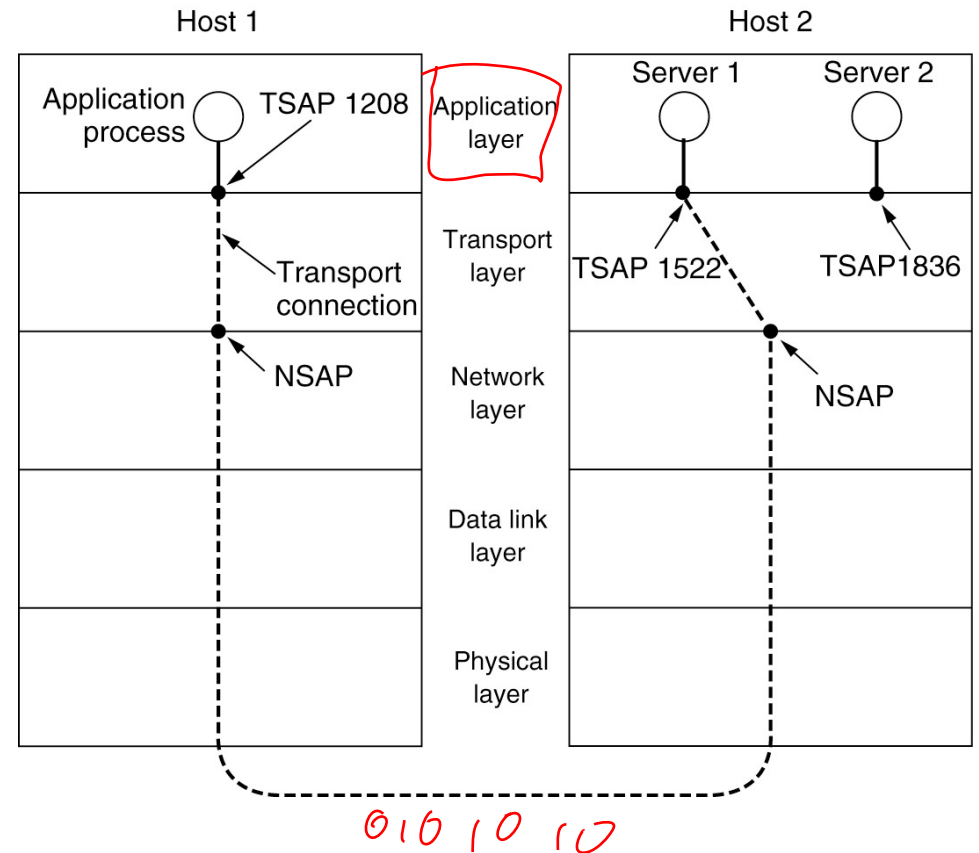 Host 1
Host 2
Application
process
TSAP 1208
Application
layer
Server 1
Server 2
Transport
layer
TSAP 1522
TSAP1836
Transport
connection
NSAP
Network
layer
NSAP
Data link
layer
Physical
layer
010 10 10